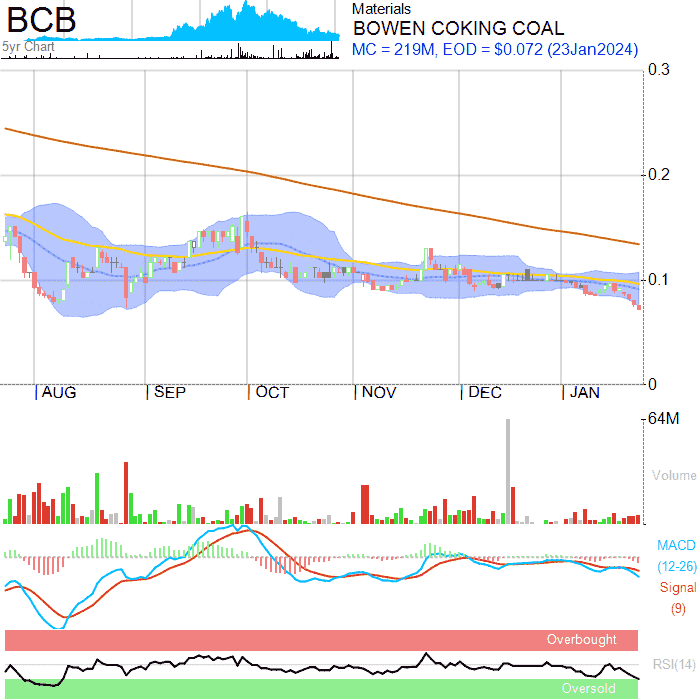 BCB
5yr Chart
Materials
BOWEN COKING COAL
MC = 219M, EOD = $0.072 (23Jan2024)
0.3
0.2
0.1
0
AUG SEP OCT NOV DEC JAN
64M
Volume
MACD
(12-26)
Signal
(9)
Overbought
RSI(14)
Oversold